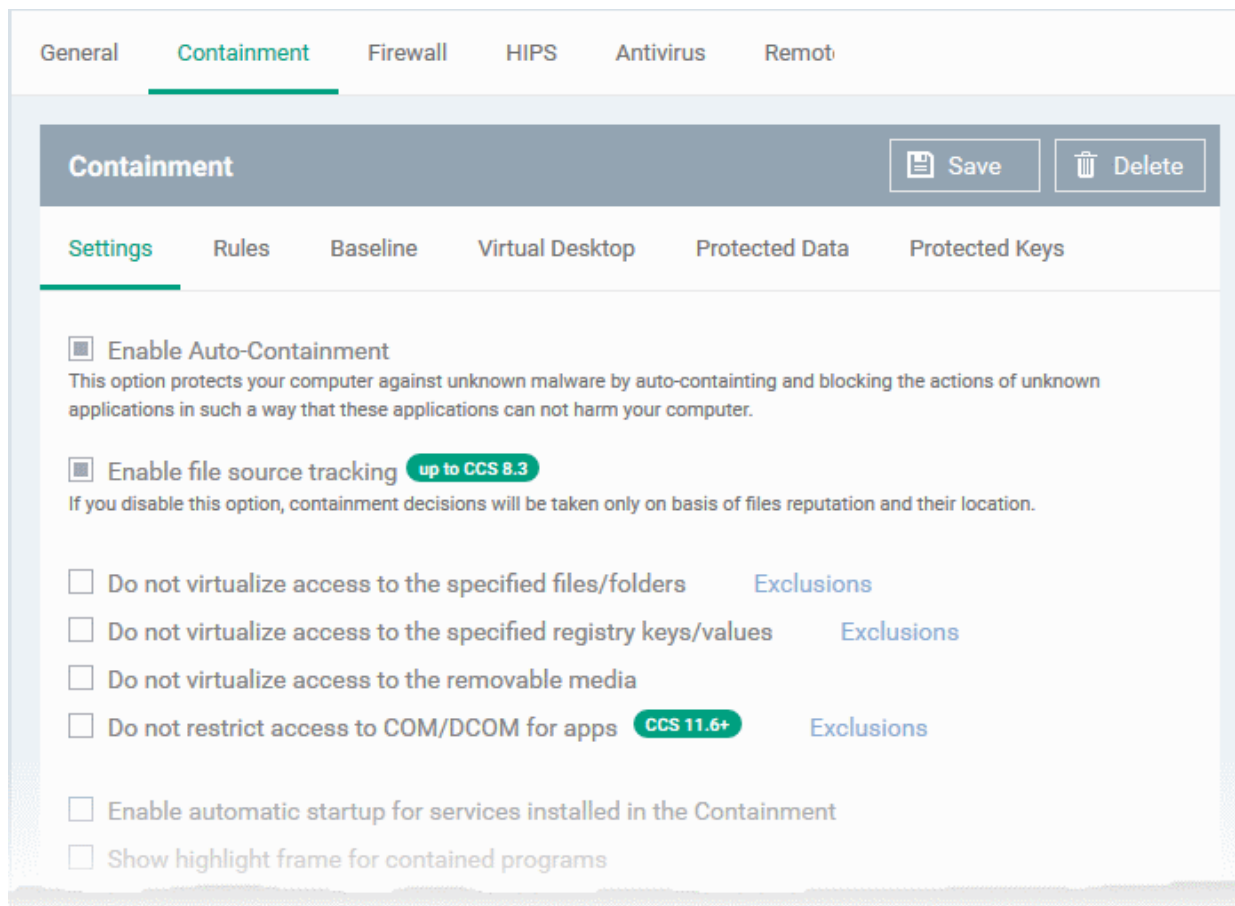 General Containment Firewall HIPS Antivirus Remot
Containment Save Delete
Settings Rules Baseline Virtual Desktop Protected Data Protected Keys
Enable Auto-Containment
This option protects your computer against unknown malware by auto-containting and blocking the actions of unknown
applications in such a way that these applications can not harm your computer.
Enable file source tracking up to CCS 8.3
If you disable this option, containment decisions will be taken only on basis of files reputation and their location.
Do not virtualize access to the specified files/folders Exclusions
Do not virtualize access to the specified registry keys/values Exclusions
Do not virtualize access to the removable media
Do not restrict access to COM/DCOM for apps CCS 11.6+ Exclusions
Enable automatic startup for services installed in the Containment
Show highlight frame for contained programs